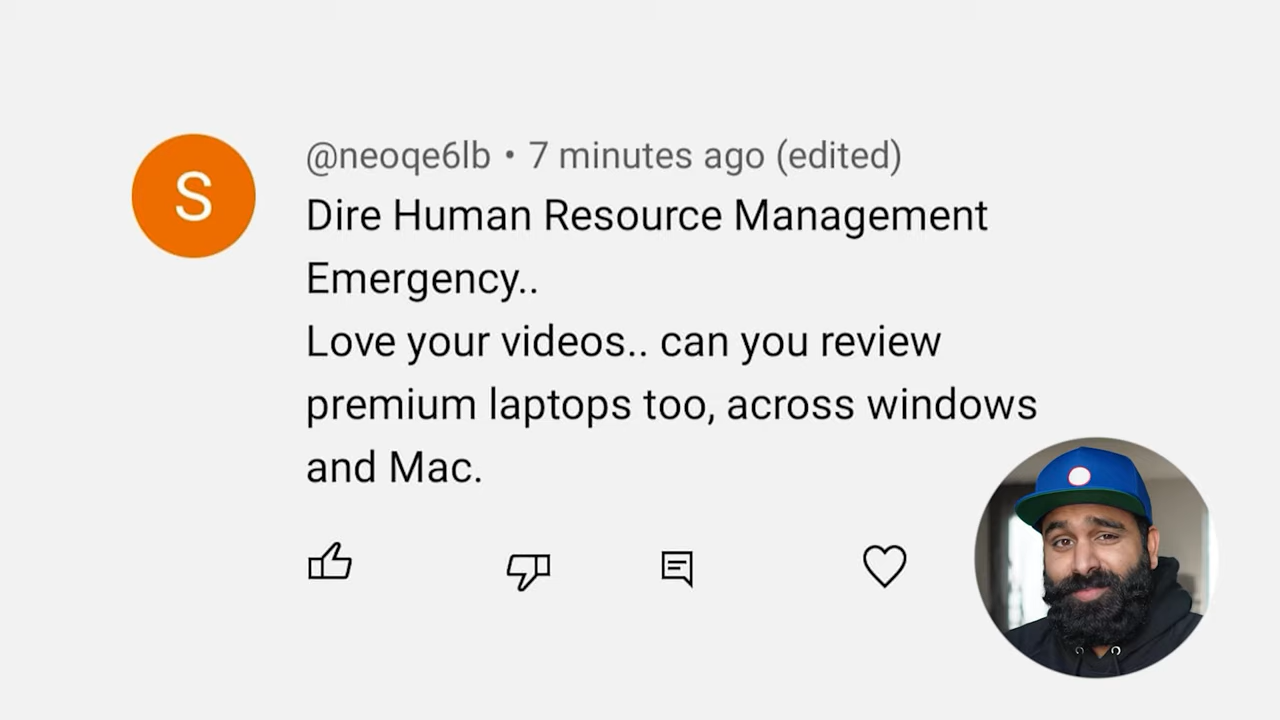 S
@neoqe6lb • 7 minutes ago (edited)
Dire Human Resource Management
Emergency..
Love your videos.. can you review
premium laptops too, across windows
and Mac.